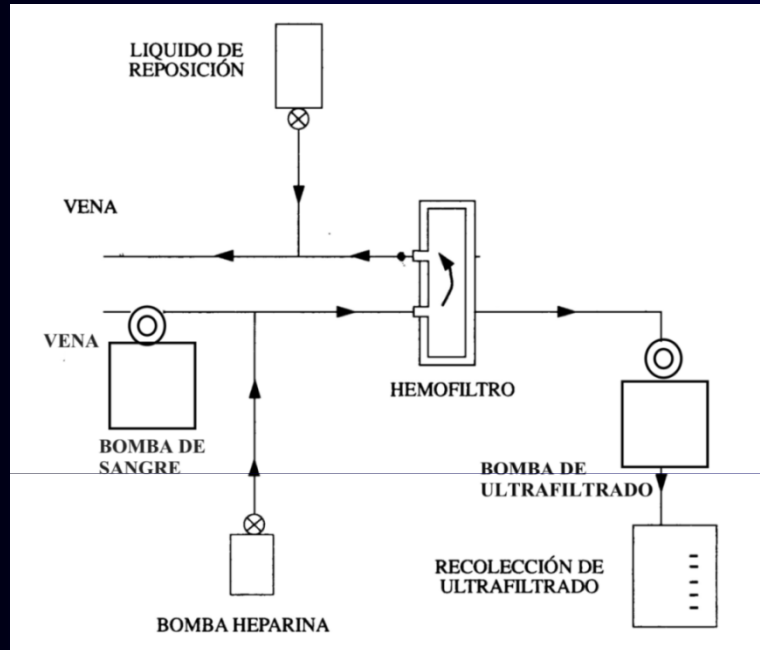 LIQUIDO DE
REPOSICIÓN
VENA
VENA
HEMOFILTRO
BOMBA DE
SANGRE
BOMBA DE
ULTRAFILTRADO
RECOLECCIÓN DE
ULTRAFILTRADO
BOMBA HEPARINA